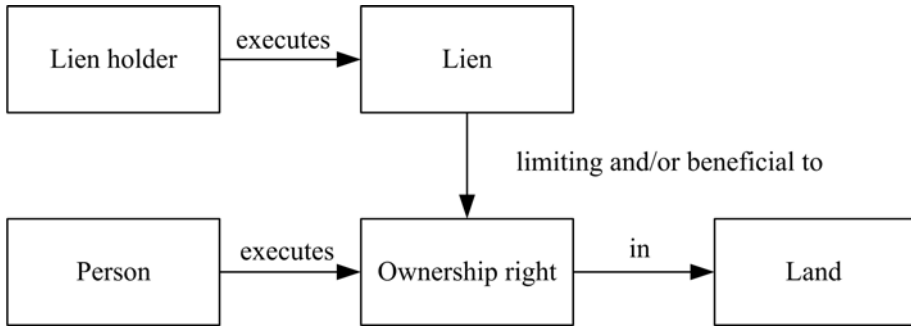 Lien holder
executes
Lien
limiting and/or beneficial to
Person
executes
Ownership right
in
Land